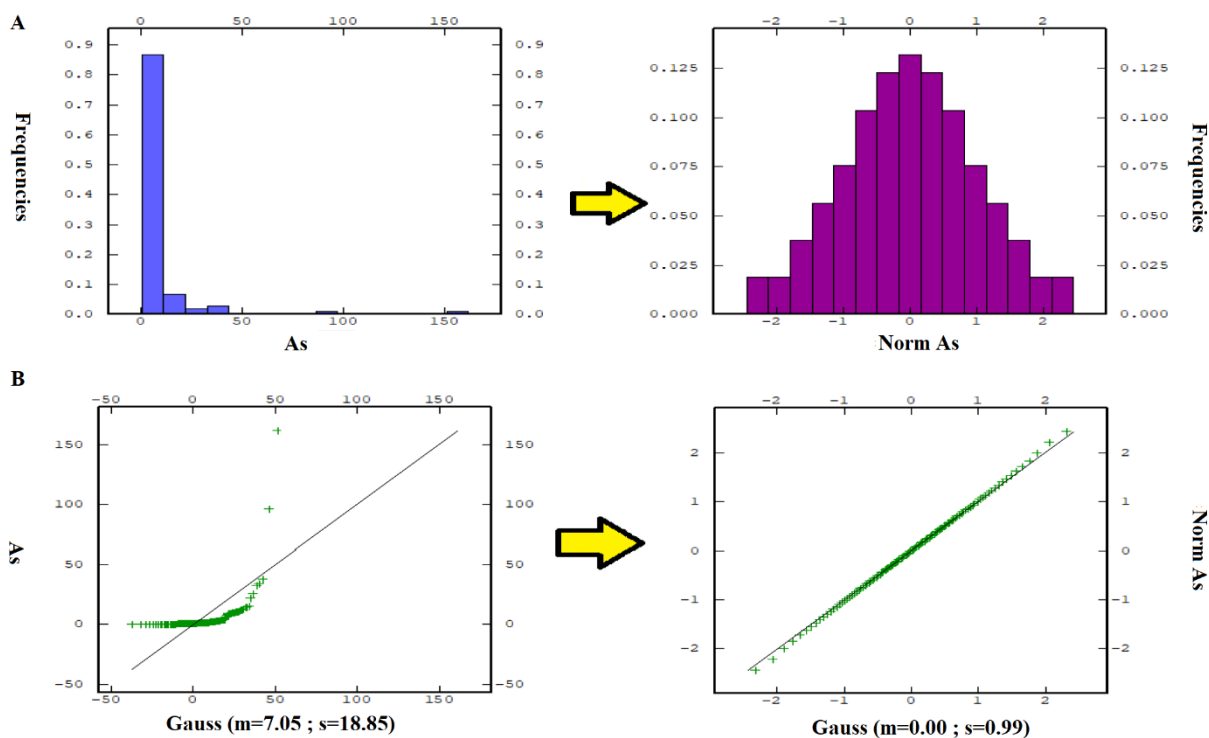 A
0 50 100 150
0.9 0.9
0.8 0.8
0.7 0.7
0.6 0.6
0.5 0.5
0.4 0.4
0.3 0.3
0.2 0.2
0.1 0.1
0.0 0.0
0 50 100 150
Frequencies
As
−2 −1 0 1 2
0.125 0.125
0.100 0.100
0.075 0.075
0.050 0.050
0.025 0.025
0.000 0.000
−2 −1 0 1 2
Frequencies
Norm As
B
−50 0 50 100 150
150 150
100 100
50 50
0 0
−50 −50
0 50 100 150
As
Gauss (m=7.05 ; s=18.85)
−2 −1 0 1 2
2 2
1 1
0 0
−1 −1
−2 −2
−2 −1 0 1 2
Norm As
Gauss (m=0.00 ; s=0.99)